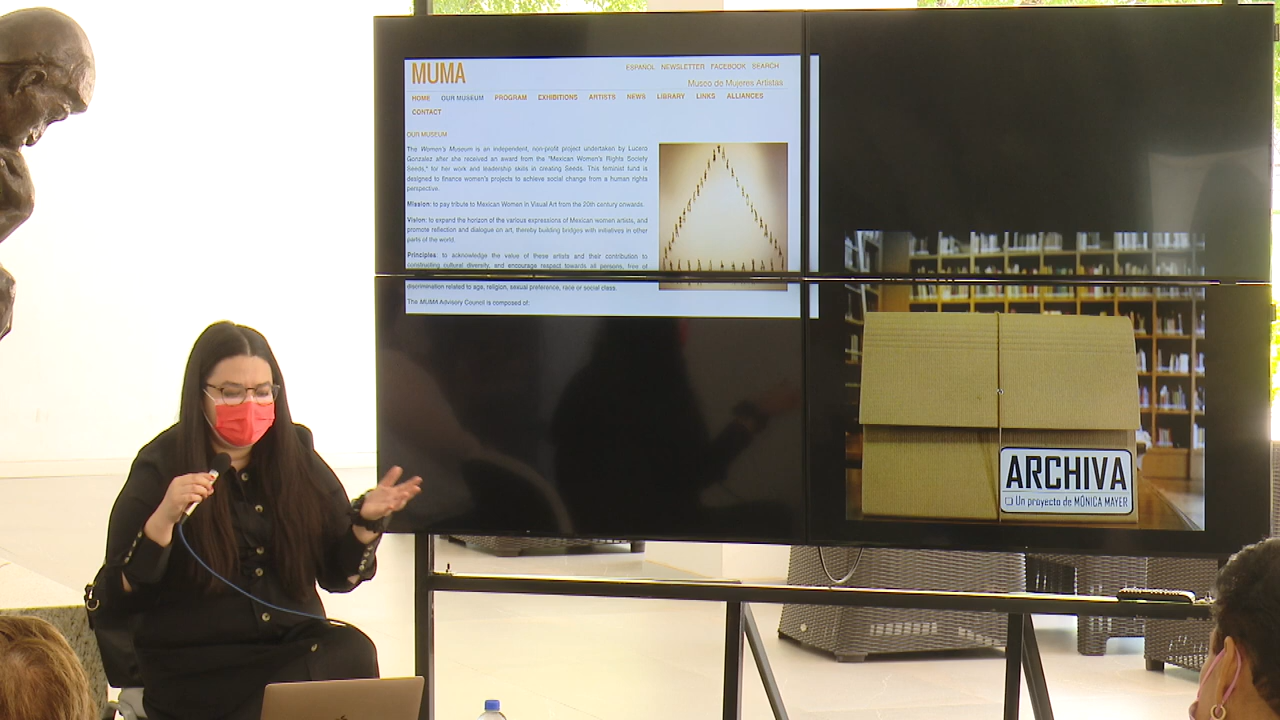 MUMA
ESPAÑOL NEWSLETTER FACEBOOK SEARCH
Museo de Mujeres Artistas
HOME OUR MUSEUM PROGRAM EXHIBITIONS ARTISTS NEWS LIBRARY LINKS ALLIANCES
CONTACT
OUR MUSEUM
The Women's Museum is an independent, non-profit project undertaken by Lucero
Gonzalez after she received an award from the "Mexican Women's Rights Society
Seeds," for her work and leadership skills in creating Seeds. This feminist fund is
designed to finance women's projects to achieve social change from a human rights
perspective.
Mission: to pay tribute to Mexican Women in Visual Art from the 20th century onwards.
Vision: to expand the horizon of the various expressions of Mexican women artists, and
promote reflection and dialogue on art, thereby building bridges with initiatives in other
parts of the world.
Principles: to acknowledge the value of these artists and their contribution to
constructing cultural diversity, and encourage respect towards all persons, free of
discrimination related to age, religion, sexual preference, race or social class.
The MUMA Advisory Council is composed of:
ARCHIVA
Un proyecto de MÓNICA MAYER